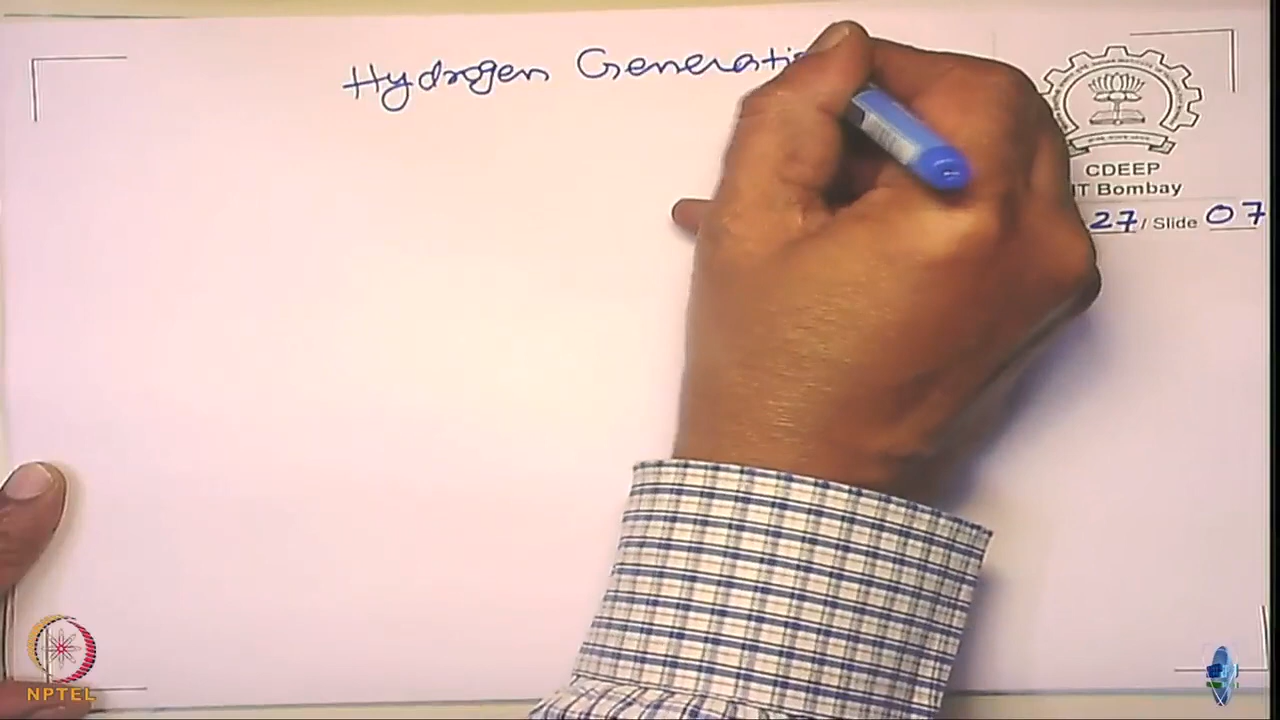 Hydrogen Generati
CDEEP
IT Bombay
27 / Slide 07
NPTEL